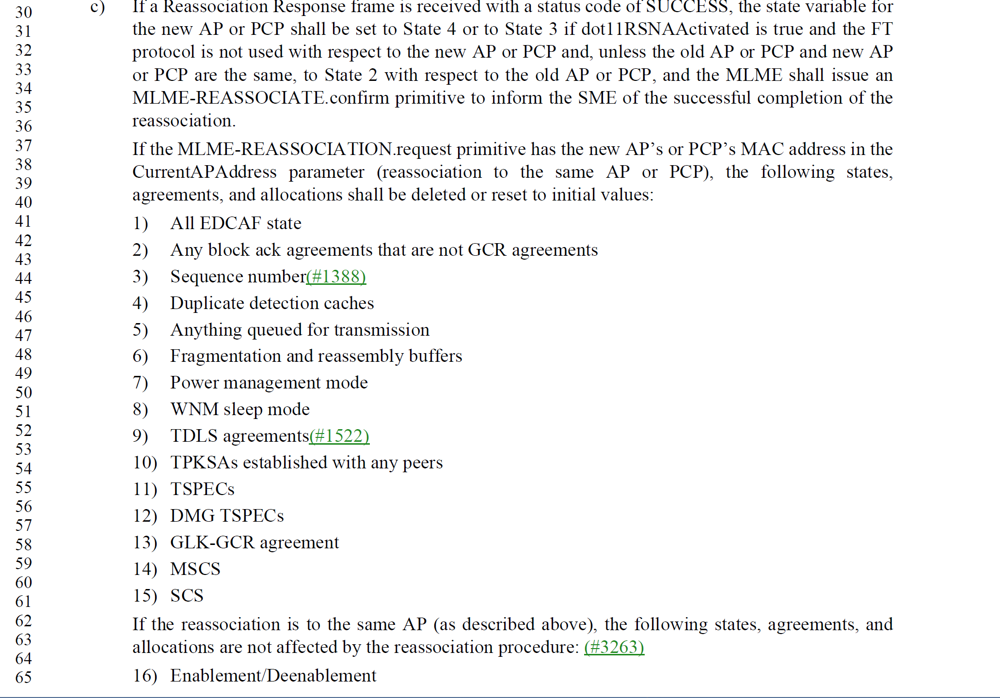 30 c) If a Reassociation Response frame is received with a status code of SUCCESS, the state variable for
31 the new AP or PCP shall be set to State 4 or to State 3 if dot11RSNAActivated is true and the FT
32 protocol is not used with respect to the new AP or PCP and, unless the old AP or PCP and new AP
33 or PCP are the same, to State 2 with respect to the old AP or PCP, and the MLME shall issue an
34
35 MLME-REASSOCIATE.confirm primitive to inform the SME of the successful completion of the
36 reassociation.
37 If the MLME-REASSOCIATION.request primitive has the new AP's or PCP's MAC address in the
38 CurrentAPAddress parameter (reassociation to the same AP or PCP), the following states,
39
40 agreements, and allocations shall be deleted or reset to initial values:
41 1) All EDCAF state
42 2) Any block ack agreements that are not GCR agreements
43
44 3) Sequence number(#1388)
45 4) Duplicate detection caches
46
47 5) Anything queued for transmission
48 6) Fragmentation and reassembly buffers
49
50 7) Power management mode
51 8) WNM sleep mode
52 9) TDLS agreements(#1522)
53
54 10) TPKSAs established with any peers
55 11) TSPECs
56
57 12) DMG TSPECs
58 13) GLK-GCR agreement
59 14) MSCS
60
61 15) SCS
62 If the reassociation is to the same AP (as described above), the following states, agreements, and
63 allocations are not affected by the reassociation procedure: (#3263)
64
65 16) Enablement/Deenablement